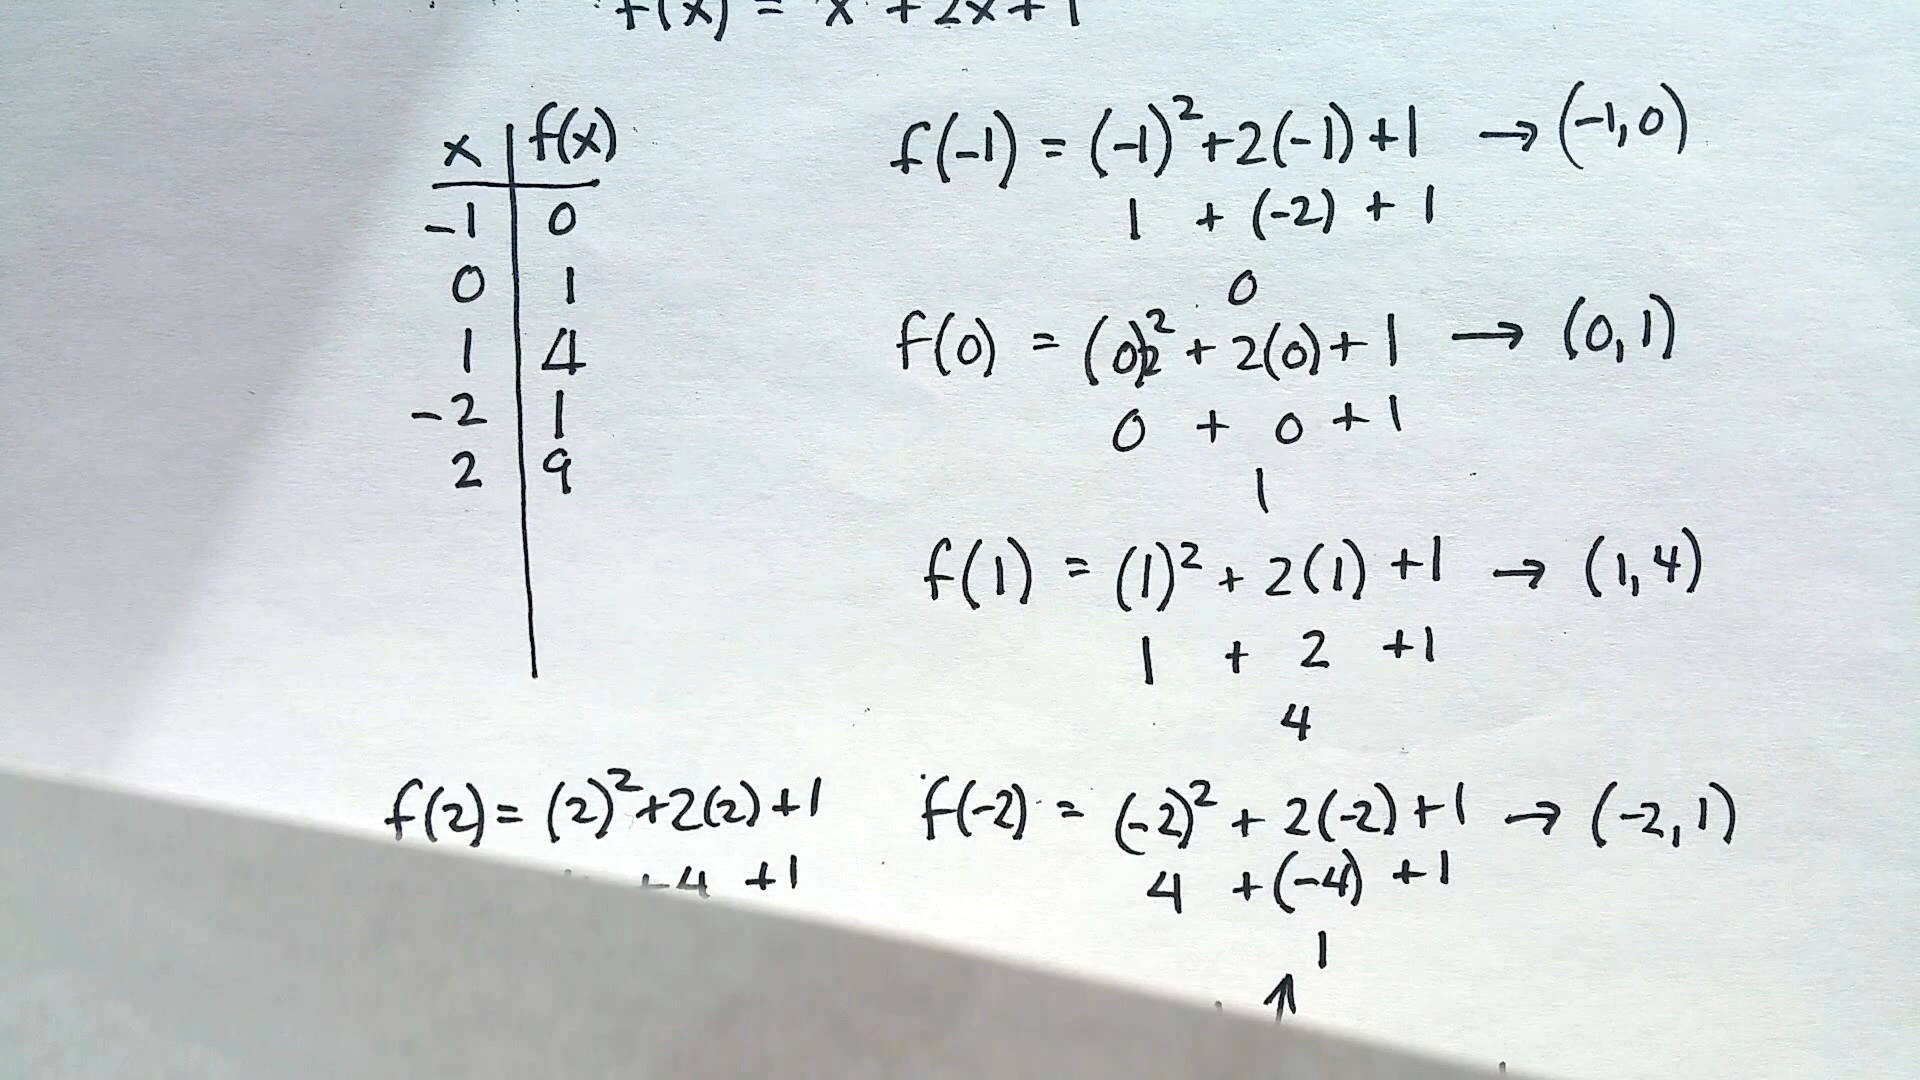 f(x) = x + 2x + 1
x | f(x)
-1 | 0
0 | 1
1 | 4
-2 | 1
2 | 9
f(-1) = (-1)² + 2(-1) + 1 → (-1, 0)
1 + (-2) + 1
0
f(0) = (0)² + 2(0) + 1 → (0, 1)
0 + 0 + 1
1
f(1) = (1)² + 2(1) + 1 → (1, 4)
1 + 2 + 1
4
f(2) = (2)² + 2(2) + 1
+ 4 + 1
f(-2) = (-2)² + 2(-2) + 1 → (-2, 1)
4 + (-4) + 1
1